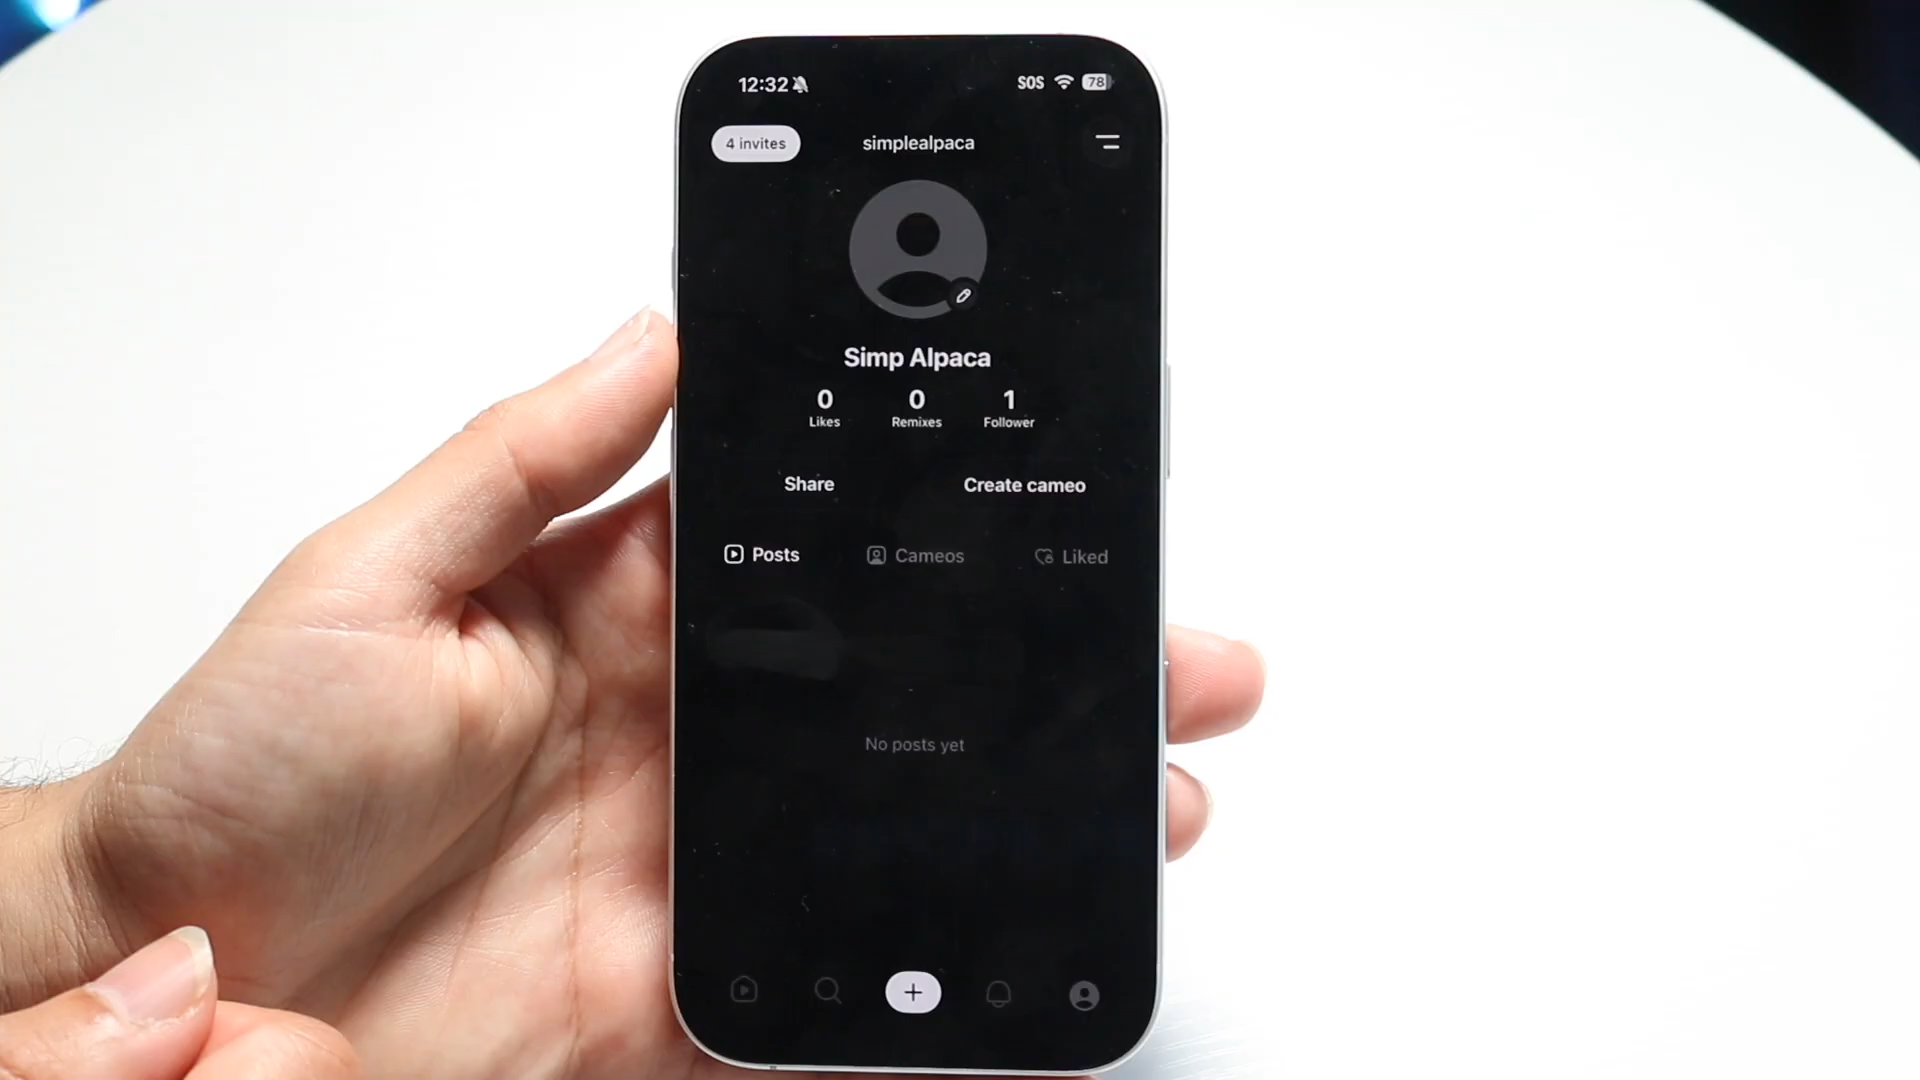 12:32 SOS 78
4 invites simplealpaca
Simp Alpaca
0 0 1
Likes Remixes Follower
Share Create cameo
Posts Cameos Liked
No posts yet